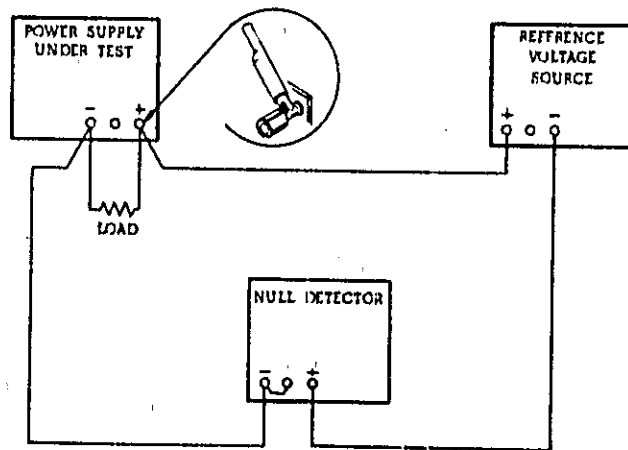 POWER SUPPLY
UNDER TEST
- +
LOAD
REFFRENCE
VOLTAGE
SOURCE
+ -
NULL DETECTOR
- +